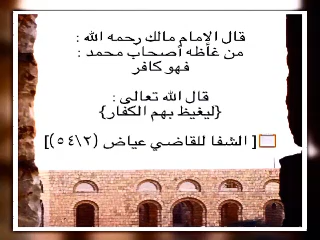 قال الإمام مالك رحمه الله :
من غاظه أصحاب محمد :
فهو كافر
قال الله تعالى :
{ليغيظ بهم الكفار}
[ الشفا للقاضي عياض (٥٤\٢)]